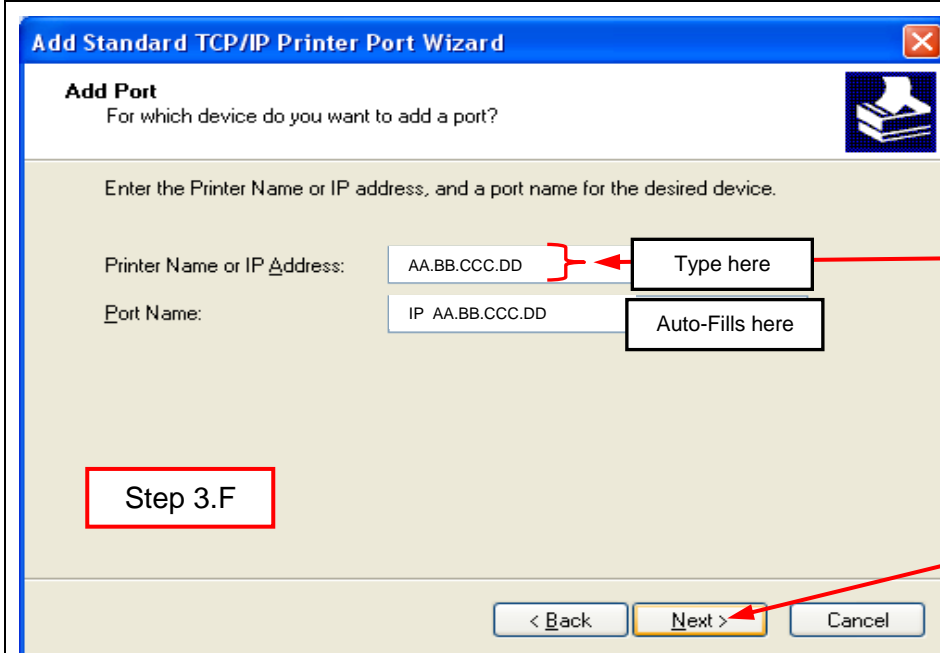 Add Standard TCP/IP Printer Port Wizard
Add Port
For which device do you want to add a port?
Enter the Printer Name or IP address, and a port name for the desired device.
Printer Name or IP Address: AA.BB.CCC.DD Type here
Port Name: IP AA.BB.CCC.DD Auto-Fills here
Step 3.F
< Back Next > Cancel